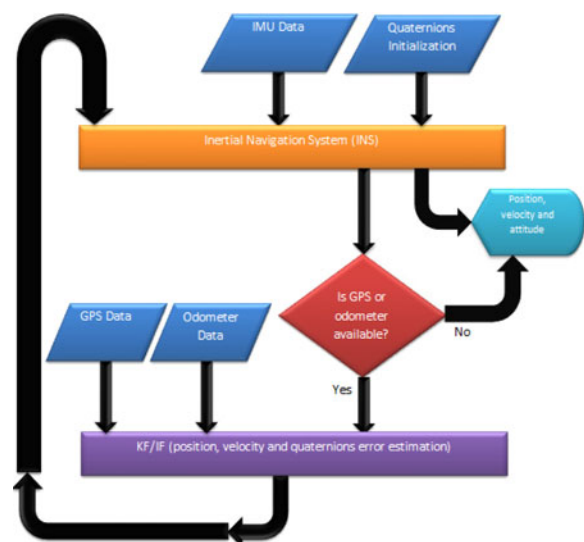 IMU Data
Quaternions
Initialization
Inertial Navigation System (INS)
Position,
velocity and
attitude
Is GPS or
odometer
available?
No
GPS Data
Odometer
Data
Yes
KF/IF (position, velocity and quaternions error estimation)